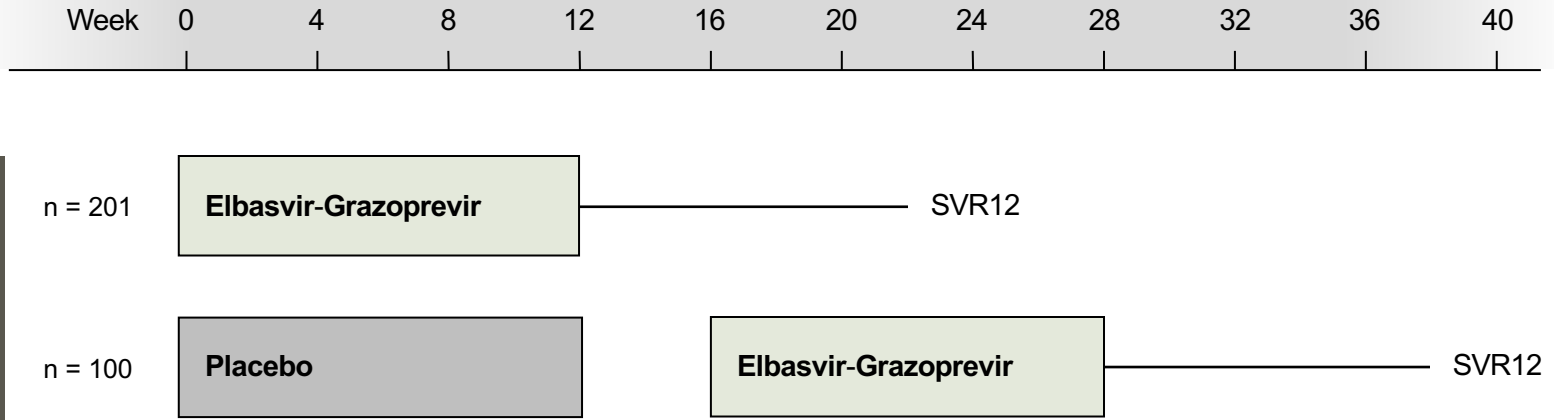 Week 0 4 8 12 16 20 24 28 32 36 40
n = 201 Elbasvir-Grazoprevir SVR12
n = 100 Placebo Elbasvir-Grazoprevir SVR12